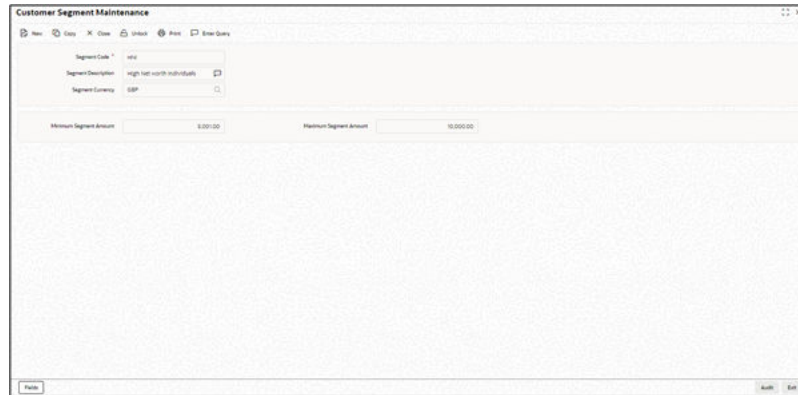 Customer Segment Maintenance
New Copy Close Unlock Print Enter Query
Segment Code *
Segment Description High Net worth Individuals
Segment Currency GBP
Minimum Segment Amount Maximum Segment Amount 10,000.00
Fields Audit Exit